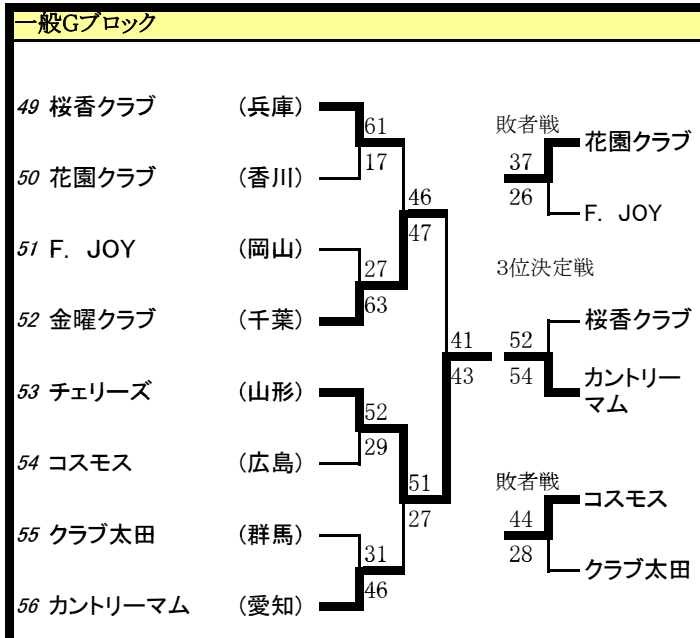 一般Gブロック
49 桜香クラブ (兵庫)
50 花園クラブ (香川)
51 F. JOY (岡山)
52 金曜クラブ (千葉)
53 チェリーズ (山形)
54 コスモス (広島)
55 クラブ太田 (群馬)
56 カントリーマム (愛知)
61
17
27
63
52
29
31
46
46
47
51
27
41
43
敗者戦
花園クラブ
37
26
F. JOY
3位決定戦
桜香クラブ
52
54
カントリー
マム
敗者戦
コスモス
44
28
クラブ太田